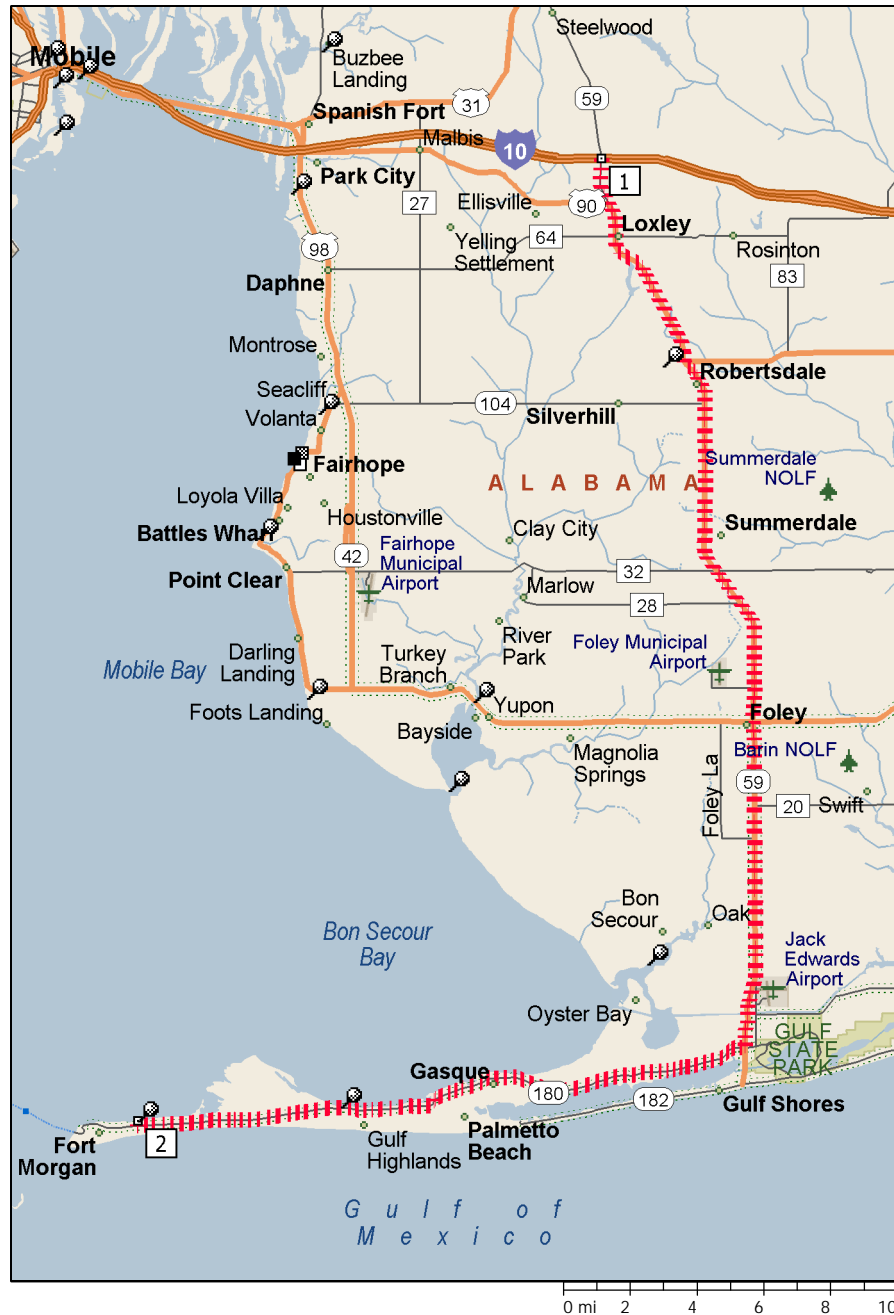 Steelwood
Mobile
Buzbee
Landing
31
59
Spanish Fort
Malbis
10
Park City
1
27
Ellisville
90
Loxley
98
Yelling
Settlement
64
Rosinton
83
Daphne
Montrose
Seacliff
Robertsdale
Volanta
104
Silverhill
Fairhope
Summerdale
NOLF
A L A B A M A
Loyola Villa
Houstonville
Battles Wharf
Clay City
Summerdale
Fairhope
Municipal
Airport
42
Point Clear
32
Marlow
28
River
Park
Foley Municipal
Airport
Darling
Landing
Turkey
Branch
Mobile Bay
Foots Landing
Yupon
Bayside
Foley
Magnolia
Springs
Barin NOLF
Foley La
59
20
Swift
Bon
Secour
Oak
Bon Secour
Bay
Jack
Edwards
Airport
Oyster Bay
GULF
STATE
PARK
Gasque
180
182
Gulf Shores
2
Fort
Morgan
Gulf
Highlands
Palmetto
Beach
G u l f o f
M e x i c o
0 mi 2 4 6 8 10